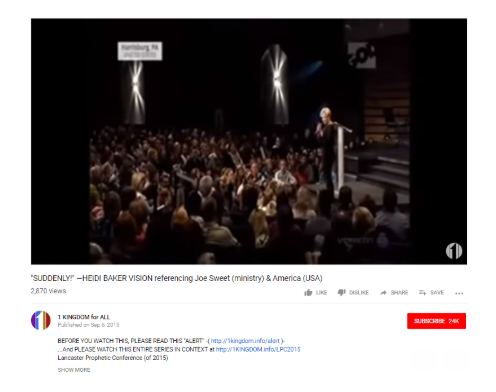 Harrisburg, PA
"SUDDENLY!" —HEIDI BAKER VISION referencing Joe Sweet (ministry) & America (USA)
2,870 views
LIKE DISLIKE SHARE SAVE
1 KINGDOM for ALL
Published on Sep 6, 2015
SUBSCRIBE 24K
BEFORE YOU WATCH THIS, PLEASE READ THIS "ALERT" -( http://1kingdom.info/alert )-
...And PLEASE WATCH THIS ENTIRE SERIES IN CONTEXT at http://1KINGDOM.info/LPC2015
Lancaster Prophetic Conference (of 2015)
SHOW MORE